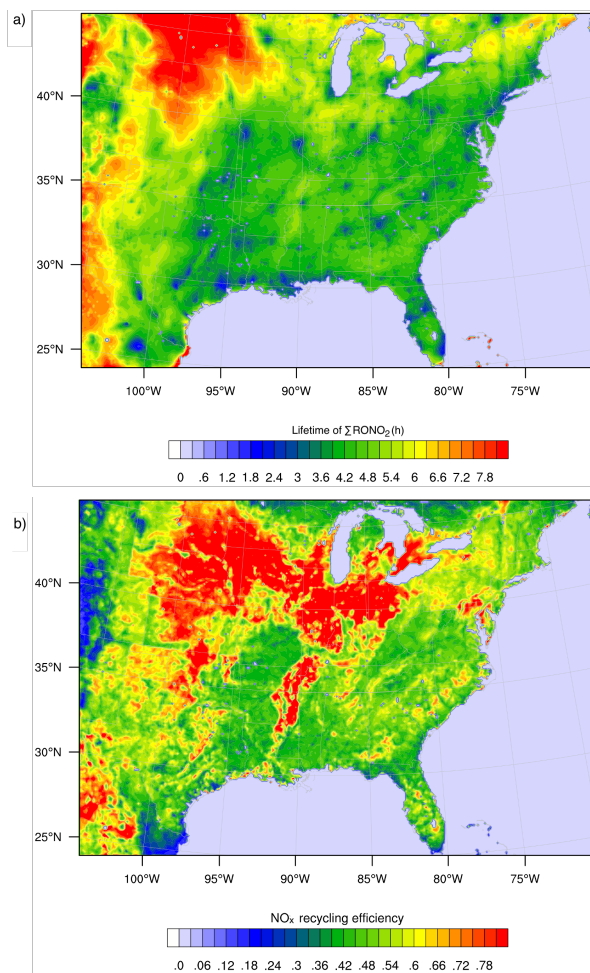 a)
40°N
35°N
30°N
25°N
100°W 95°W 90°W 85°W 80°W 75°W
Lifetime of ∑RONO₂(h)
0 .6 1.2 1.8 2.4 3 3.6 4.2 4.8 5.4 6 6.6 7.2 7.8
b)
40°N
35°N
30°N
25°N
100°W 95°W 90°W 85°W 80°W 75°W
NOₓ recycling efficiency
.0 .06 .12 .18 .24 .3 .36 .42 .48 .54 .6 .66 .72 .78